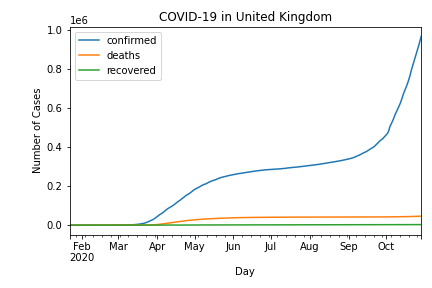 COVID-19 in United Kingdom
1e6
confirmed
deaths
recovered
Number of Cases
1.0
0.8
0.6
0.4
0.2
0.0
Feb
2020
Mar
Apr
May
Jun
Jul
Aug
Sep
Oct
Day